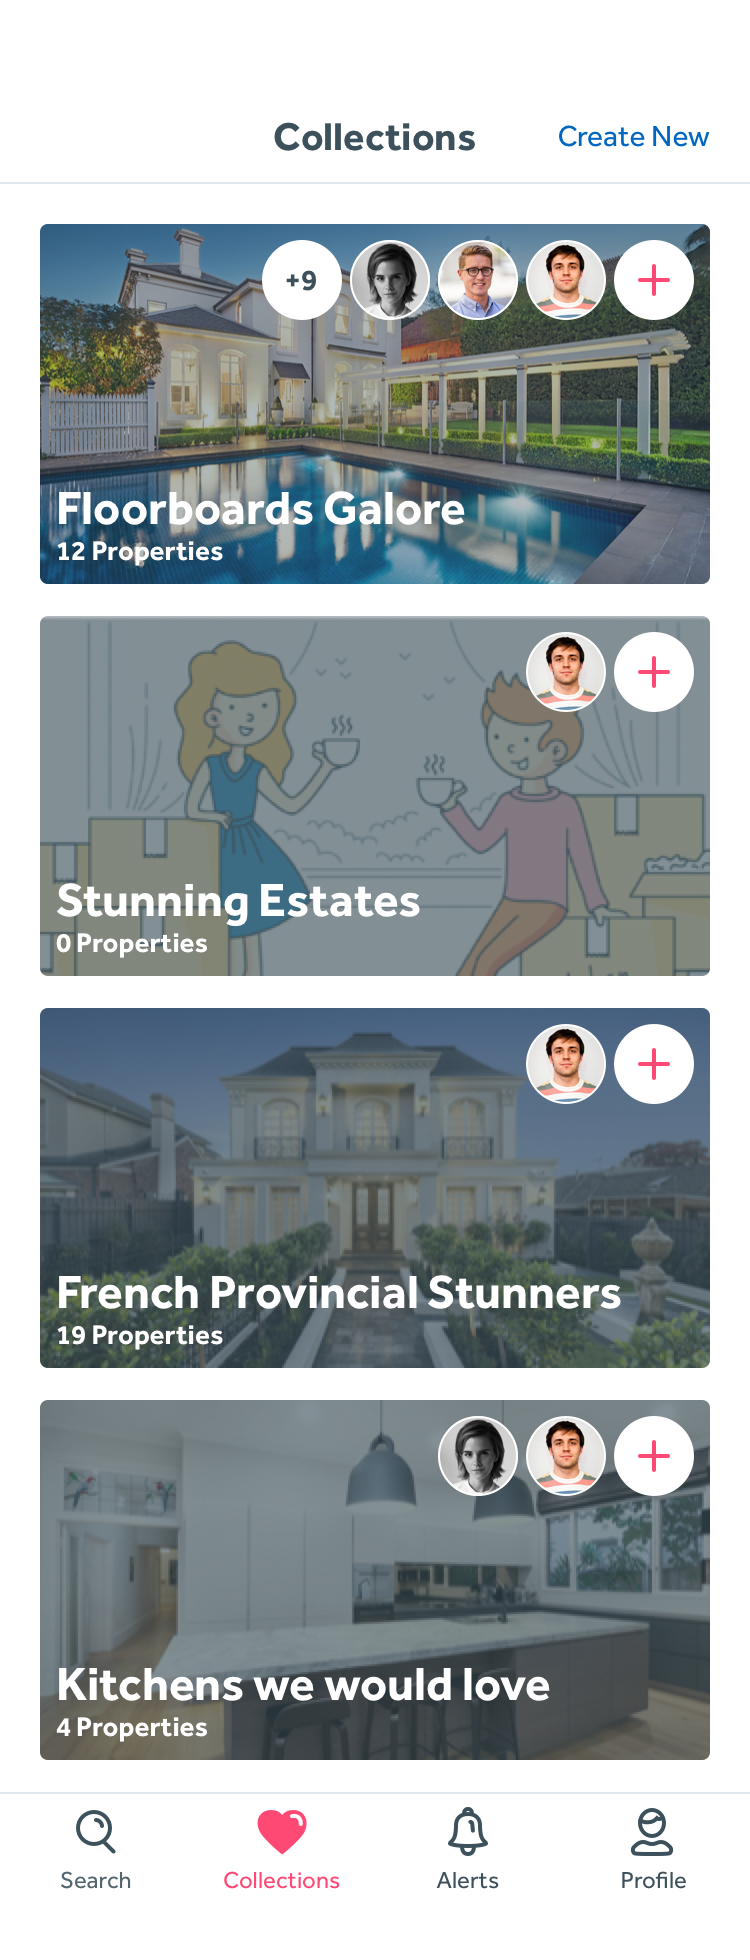 Collections
Create New
+9
Floorboards Galore
12 Properties
Stunning Estates
0 Properties
French Provincial Stunners
19 Properties
Kitchens we would love
4 Properties
Search
Collections
Alerts
Profile